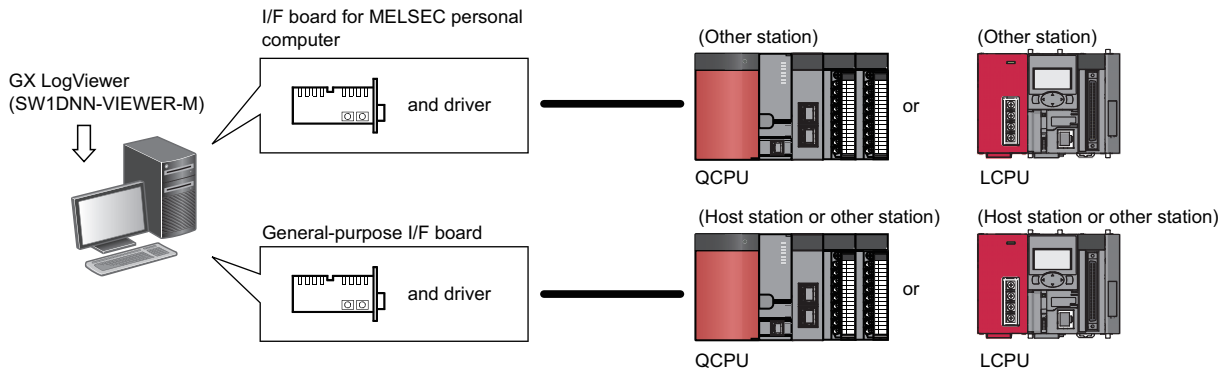 I/F board for MELSEC personal
computer
(Other station)
(Other station)
GX LogViewer
(SW1DNN-VIEWER-M)
and driver
or
QCPU
LCPU
(Host station or other station)
(Host station or other station)
General-purpose I/F board
and driver
or
QCPU
LCPU